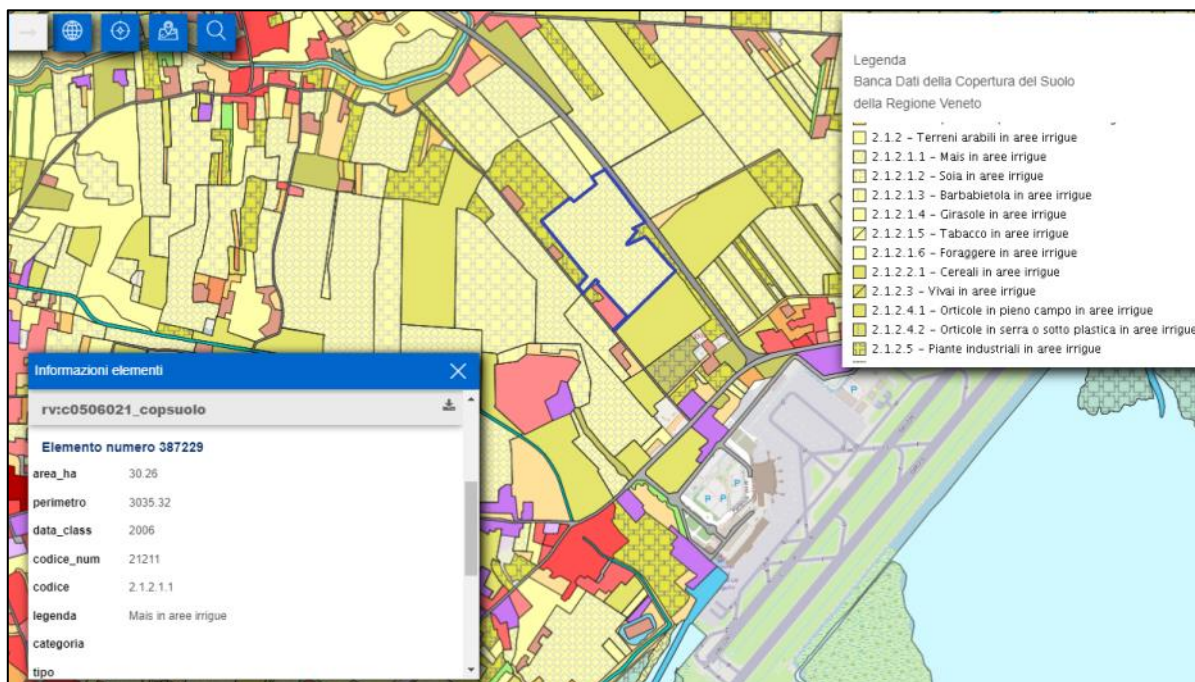 Legenda
Banca Dati della Copertura del Suolo
della Regione Veneto
2.1.2 - Terreni arabili in aree irrigue
2.1.2.1.1 - Mais in aree irrigue
2.1.2.1.2 - Soia in aree irrigue
2.1.2.1.3 - Barbabietola in aree irrigue
2.1.2.1.4 - Girasole in aree irrigue
2.1.2.1.5 - Tabacco in aree irrigue
2.1.2.1.6 - Foraggere in aree irrigue
2.1.2.2.1 - Cereali in aree irrigue
2.1.2.3 - Vivai in aree irrigue
2.1.2.4.1 - Orticole in pieno campo in aree irrigue
2.1.2.4.2 - Orticole in serra o sotto plastica in aree irrigue
2.1.2.5 - Piante industriali in aree irrigue
Informazioni elementi
rv:c0506021_copsuolo
Elemento numero 387229
area_ha 30.26
perimetro 3035.32
data_class 2006
codice_num 21211
codice 2.1.2.1.1
legenda Mais in aree irrigue
categoria
tipo
P
P
P P